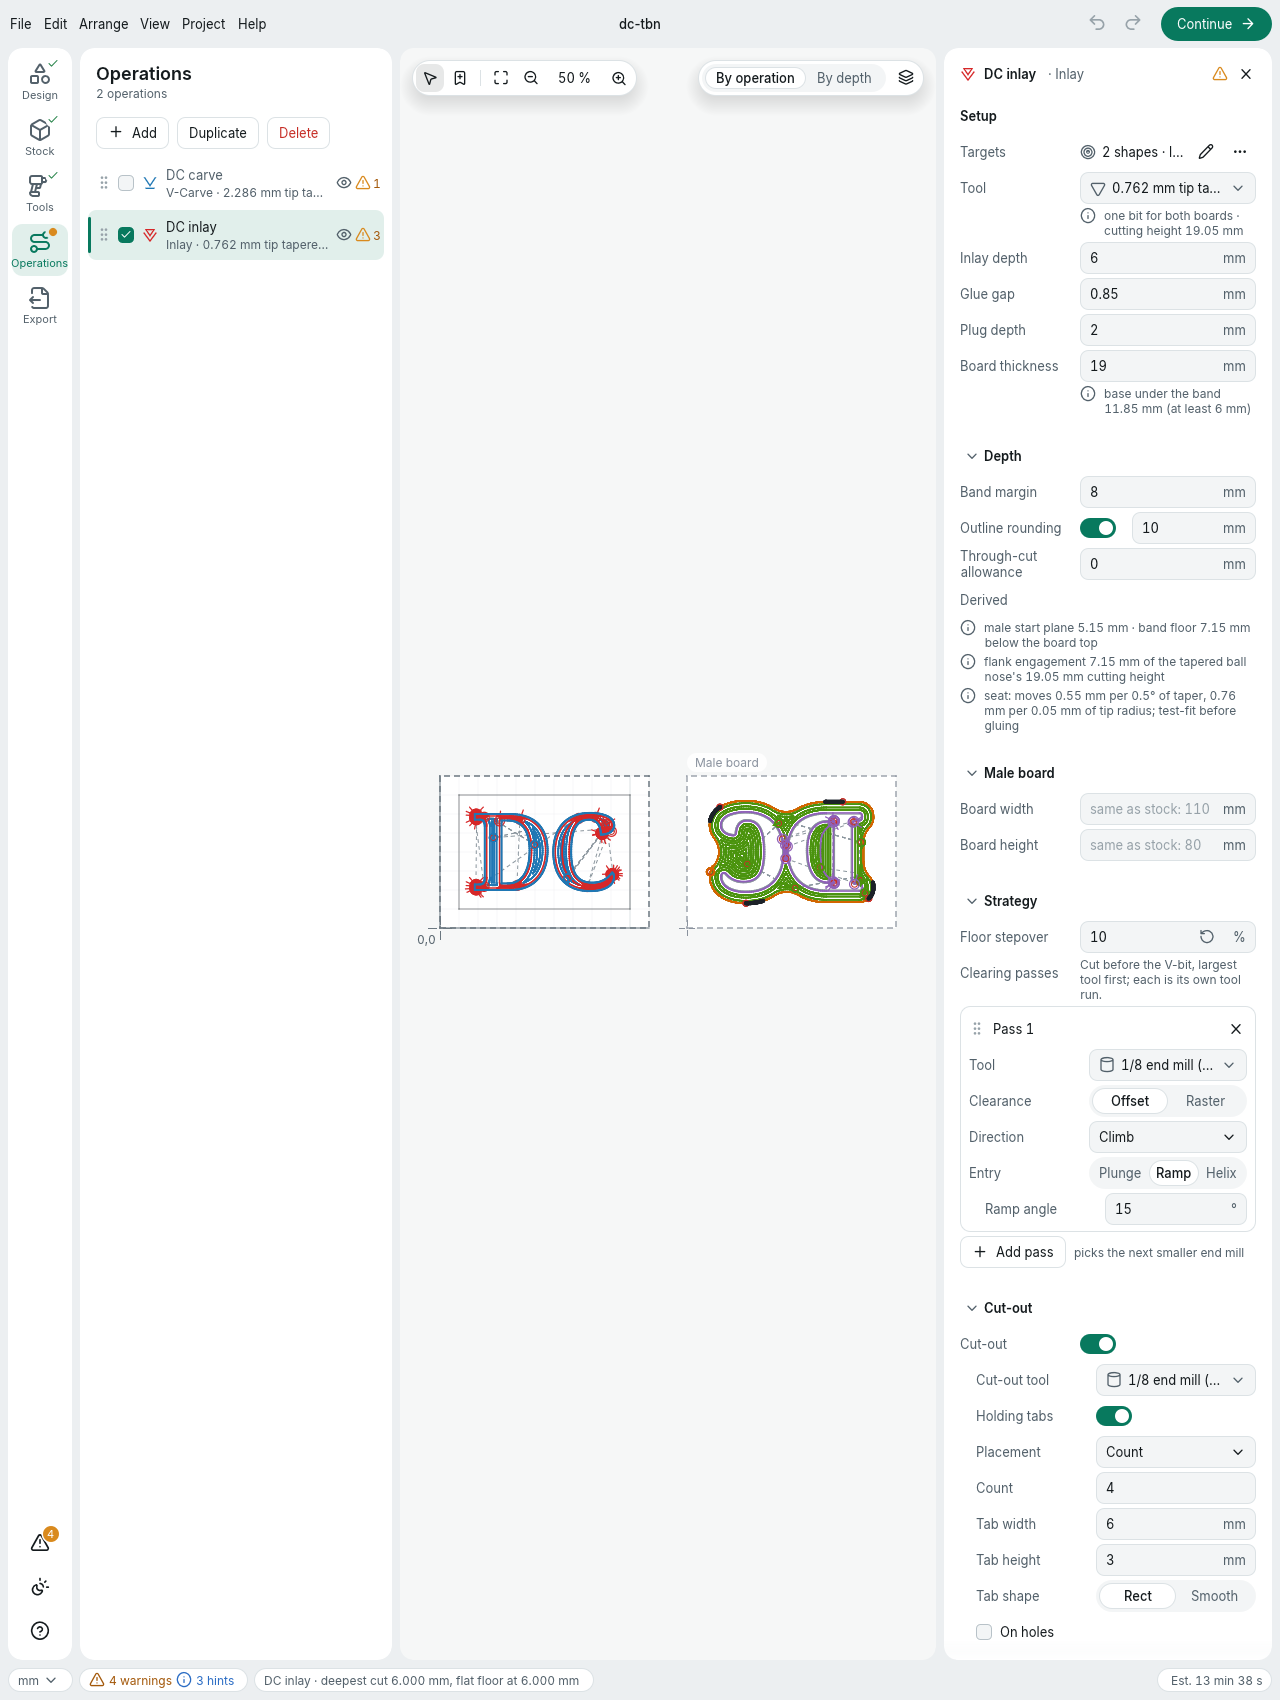 File Edit Arrange View Project Help
dc-tbn
Continue
Design
Stock
Tools
Operations
Export
4
Operations
2 operations
Add
Duplicate
Delete
DC carve
V-Carve · 2.286 mm tip ta...
1
DC inlay
Inlay · 0.762 mm tip tapere...
3
50 %
By operation
By depth
Male board
DC
DC
0,0
DC inlay · Inlay
Setup
Targets
2 shapes · I...
Tool
0.762 mm tip ta...
one bit for both boards ·
cutting height 19.05 mm
Inlay depth
6 mm
Glue gap
0.85 mm
Plug depth
2 mm
Board thickness
19 mm
base under the band
11.85 mm (at least 6 mm)
Depth
Band margin
8 mm
Outline rounding
10 mm
Through-cut
allowance
0 mm
Derived
male start plane 5.15 mm · band floor 7.15 mm
below the board top
flank engagement 7.15 mm of the tapered ball
nose's 19.05 mm cutting height
seat: moves 0.55 mm per 0.5° of taper, 0.76
mm per 0.05 mm of tip radius; test-fit before
gluing
Male board
Board width
same as stock: 110 mm
Board height
same as stock: 80 mm
Strategy
Floor stepover
10 %
Clearing passes
Cut before the V-bit, largest
tool first; each is its own tool
run.
Pass 1
Tool
1/8 end mill (...
Clearance
Offset Raster
Direction
Climb
Entry
Plunge Ramp Helix
Ramp angle
15 °
Add pass
picks the next smaller end mill
Cut-out
Cut-out
Cut-out tool
1/8 end mill (...
Holding tabs
Placement
Count
Count
4
Tab width
6 mm
Tab height
3 mm
Tab shape
Rect Smooth
On holes
mm
4 warnings
3 hints
DC inlay · deepest cut 6.000 mm, flat floor at 6.000 mm
Est. 13 min 38 s